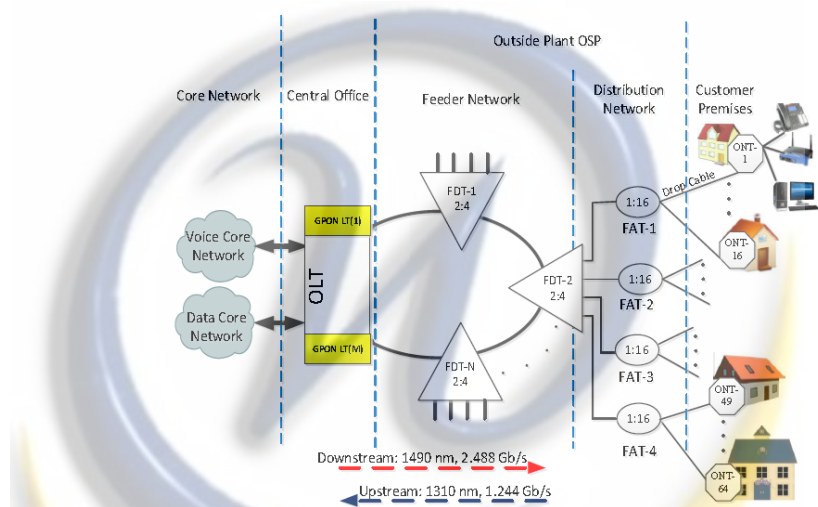 Outside Plant OSP
Core Network
Central Office
Feeder Network
Distribution
Network
Customer
Premises
Voice Core
Network
Data Core
Network
GPON LT(1)
OLT
GPON LT(M)
FDT-1
2:4
FDT-2
2:4
FDT-N
2:4
1:16
FAT-1
1:16
FAT-2
1:16
FAT-3
1:16
FAT-4
Drop Cable
ONT-
1
ONT-
16
ONT-
49
ONT-
64
Downstream: 1490 nm, 2.488 Gb/s
Upstream: 1310 nm, 1.244 Gb/s